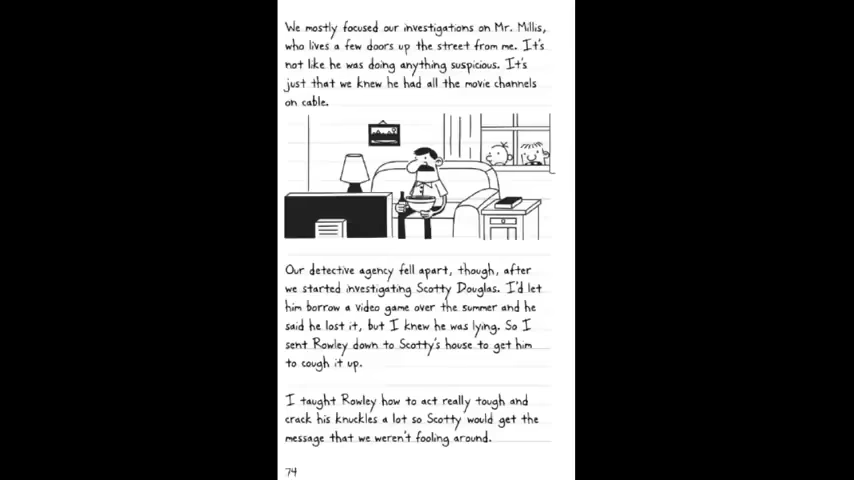 We mostly focused our investigations on Mr. Millis,
who lives a few doors up the street from me. It's
not like he was doing anything suspicious. It's
just that we knew he had all the movie channels
on cable.
Our detective agency fell apart, though, after
we started investigating Scotty Douglas. I'd let
him borrow a video game over the summer and he
said he lost it, but I knew he was lying. So I
sent Rowley down to Scotty's house to get him
to cough it up.
I taught Rowley how to act really tough and
crack his knuckles a lot so Scotty would get the
message that we weren't fooling around.
74